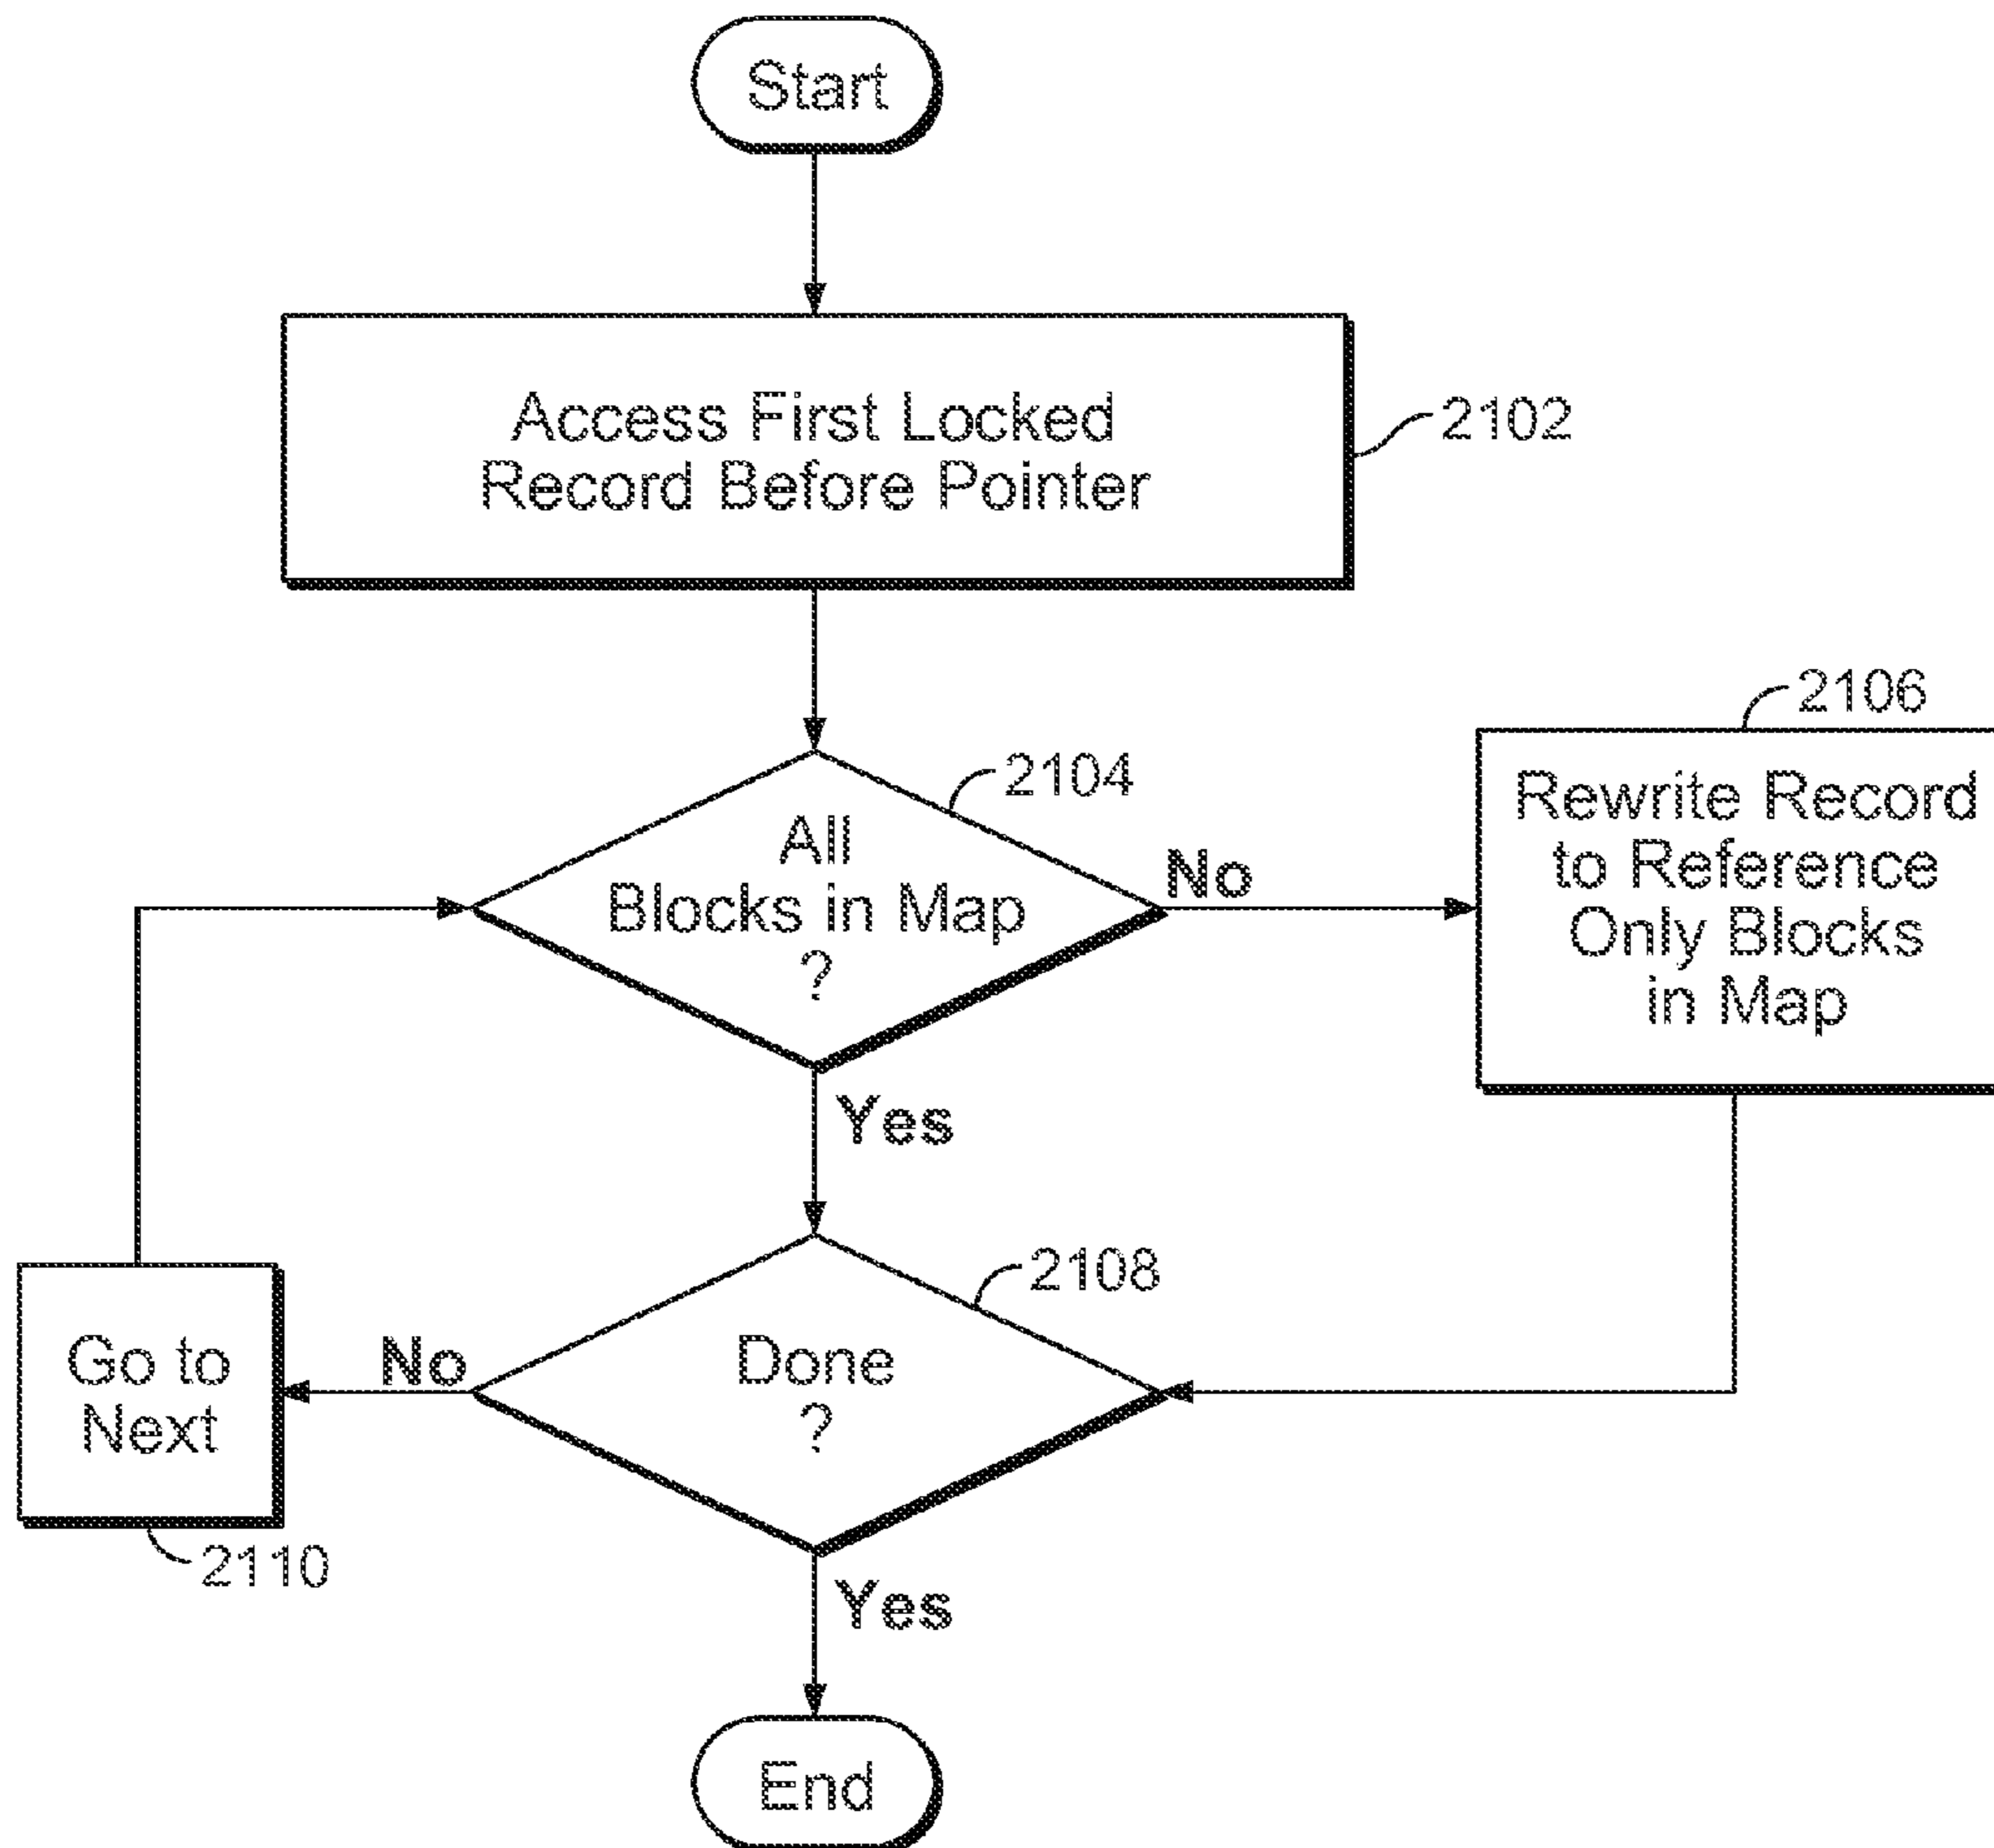 Start
Access First Locked
Record Before Pointer
2102
2104
All
Blocks in Map
?
No
2106
Rewrite Record
to Reference
Only Blocks
in Map
Yes
2108
Done
?
No
Go to
Next
2110
Yes
End